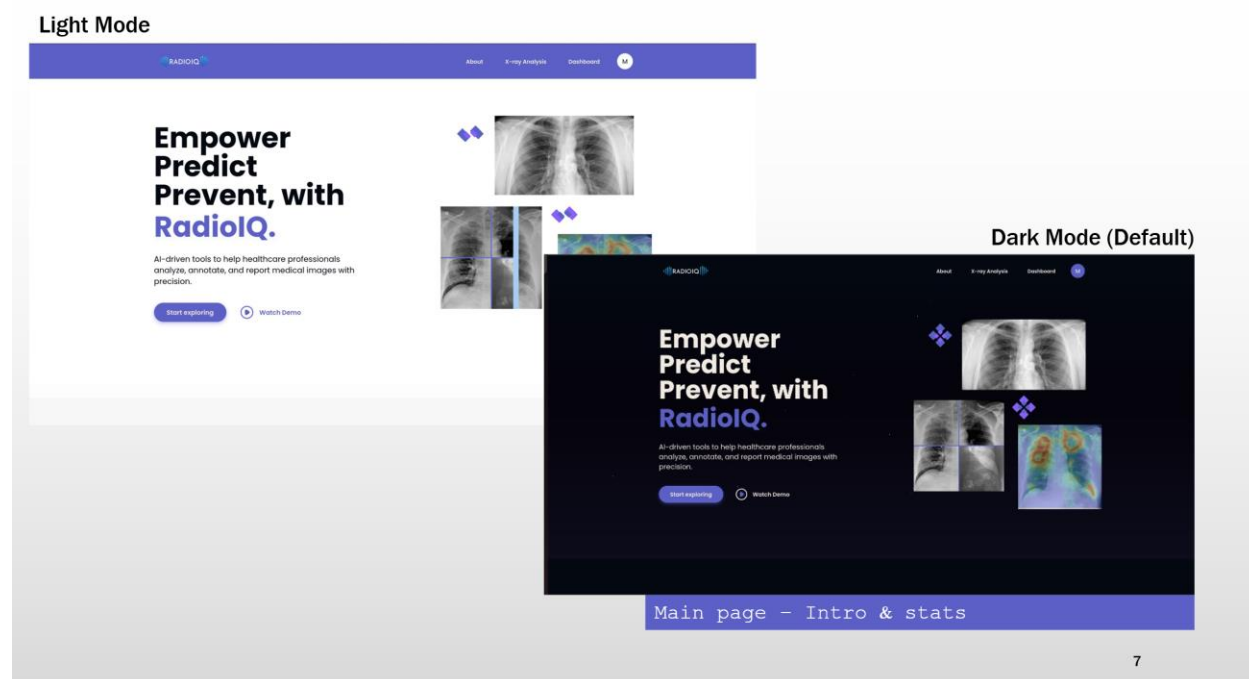 Light Mode
RADIOIQ
About X-ray Analysis Dashboard M
Empower
Predict
Prevent, with
RadioIQ.
AI-driven tools to help healthcare professionals
analyze, annotate, and report medical images with
precision.
Start exploring Watch Demo
Dark Mode (Default)
RADIOIQ
About X-ray Analysis Dashboard M
Empower
Predict
Prevent, with
RadioIQ.
AI-driven tools to help healthcare professionals
analyze, annotate, and report medical images with
precision.
Start exploring Watch Demo
Main page - Intro & stats
7